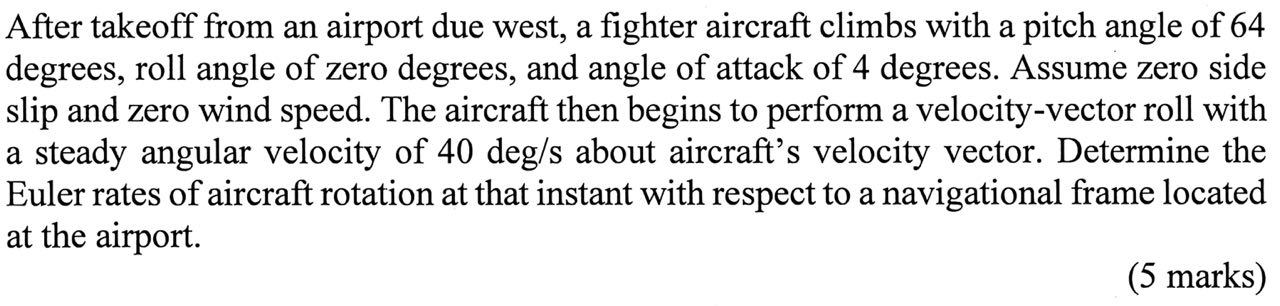 After takeoff from an airport due west, a fighter aircraft climbs with a pitch angle of 64
degrees, roll angle of zero degrees, and angle of attack of 4 degrees. Assume zero side
slip and zero wind speed. The aircraft then begins to perform a velocity-vector roll with
a steady angular velocity of 40 deg/s about aircraft's velocity vector. Determine the
Euler rates of aircraft rotation at that instant with respect to a navigational frame located
at the airport.
(5 marks)